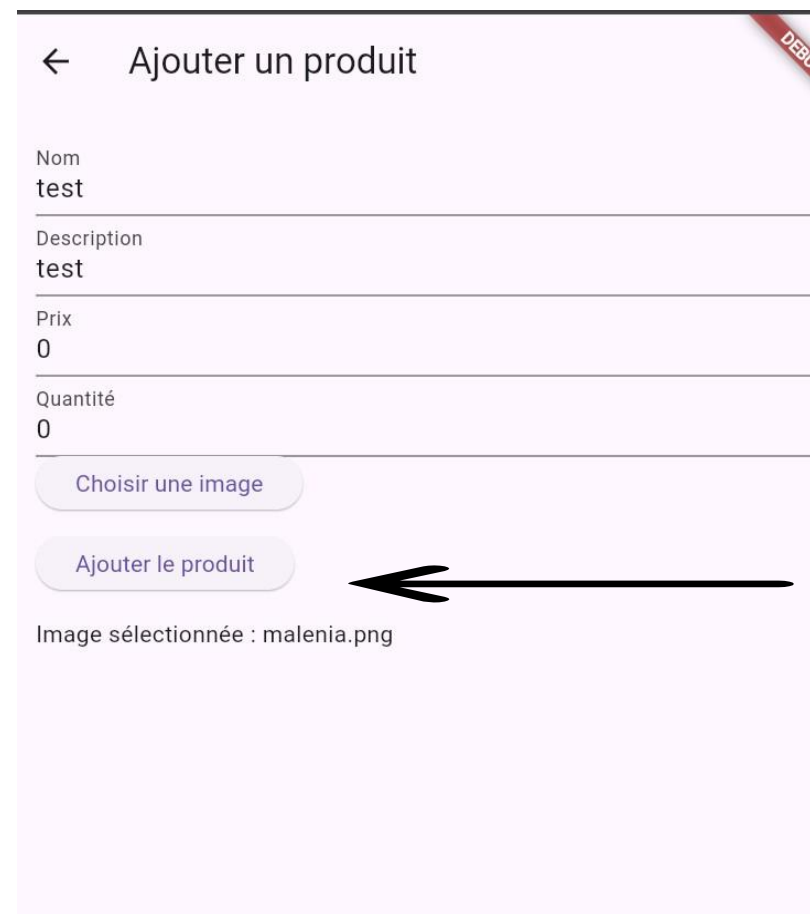 Ajouter un produit
Nom
test
Description
test
Prix
0
Quantité
0
Choisir une image
Ajouter le produit
Image sélectionnée : malenia.png